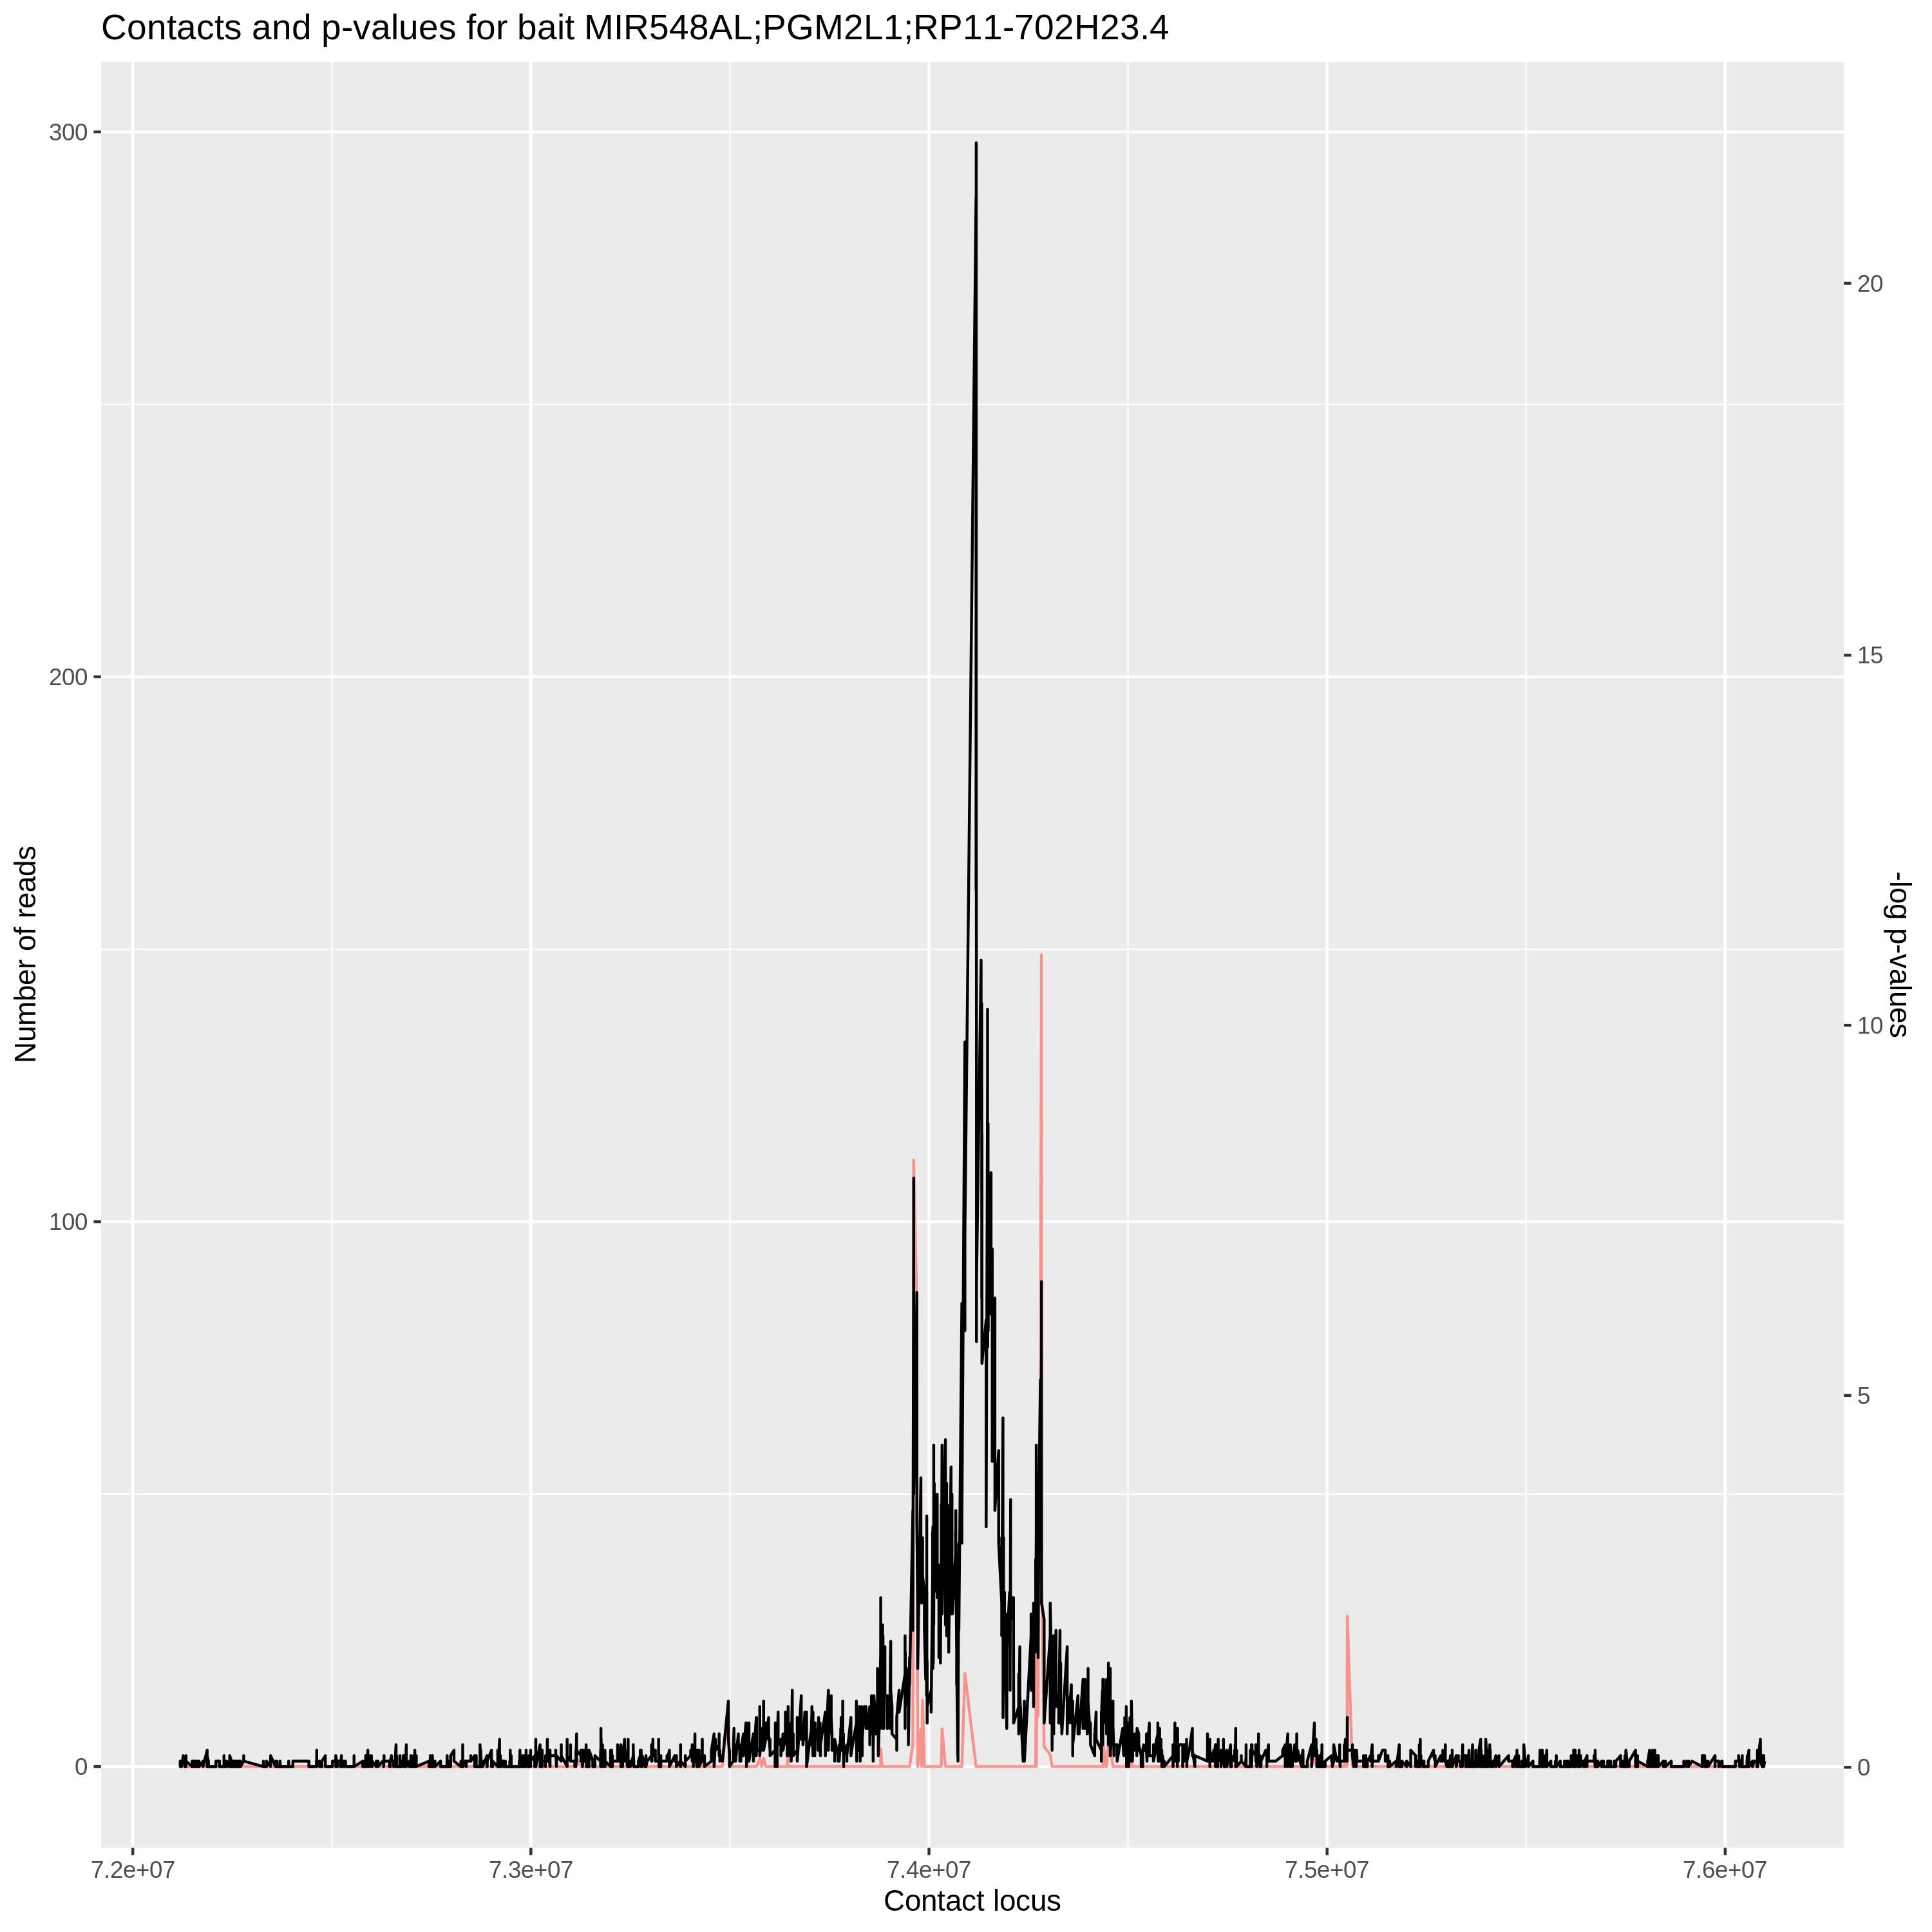 Contacts and p-values for bait MIR548AL;PGM2L1;RP11-702H23.4
300
200
100
0
Number of reads
20
15
10
5
0
-log p-values
7.2e+07 7.3e+07 7.4e+07 7.5e+07 7.6e+07
Contact locus